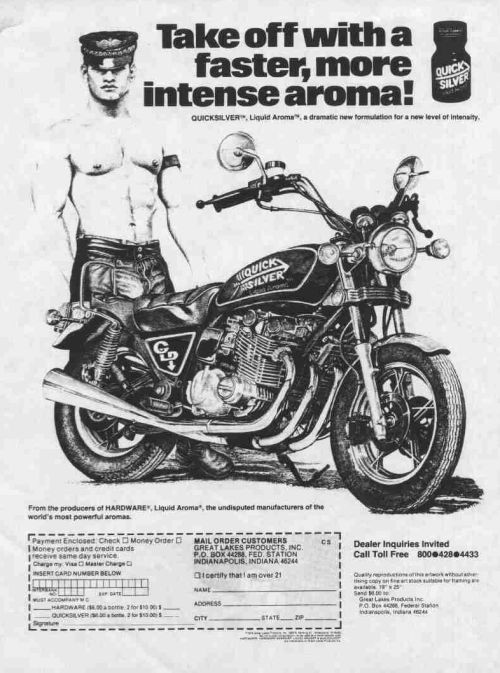 Take off with a
faster, more
intense aroma!
QUICK
SILVER
QUICKSILVER™, Liquid Aroma™, a dramatic new formulation for a new level of intensity.
QUICK
SILVER
From the producers of HARDWARE®, Liquid Aroma®, the undisputed manufacturers of the
world's most powerful aromas.
Payment Enclosed: Check ☐ Money Order ☐
Money orders and credit cards
receive same day service.
Charge my: Visa ☐ Master Charge ☐
INSERT CARD NUMBER BELOW
EXP DATE
MUST ACCOMPANY M C
HARDWARE ($6.00 a bottle, 2 for $10.00) $
QUICKSILVER ($6.00 a bottle, 2 for $10.00) $
Signature
MAIL ORDER CUSTOMERS CS
GREAT LAKES PRODUCTS, INC.
P.O. BOX 44266, FED. STATION
INDIANAPOLIS, INDIANA 46244
☐ I certify that I am over 21
NAME
ADDRESS
CITY STATE ZIP
Dealer Inquiries Invited
Call Toll Free 800●428●4433
Quality reproductions of this artwork without adver-
tising copy on fine art stock suitable for framing are
available. 19" x 25"
Send $6.00 to:
Great Lakes Products Inc.
P.O. Box 44266, Federal Station
Indianapolis, Indiana 46244